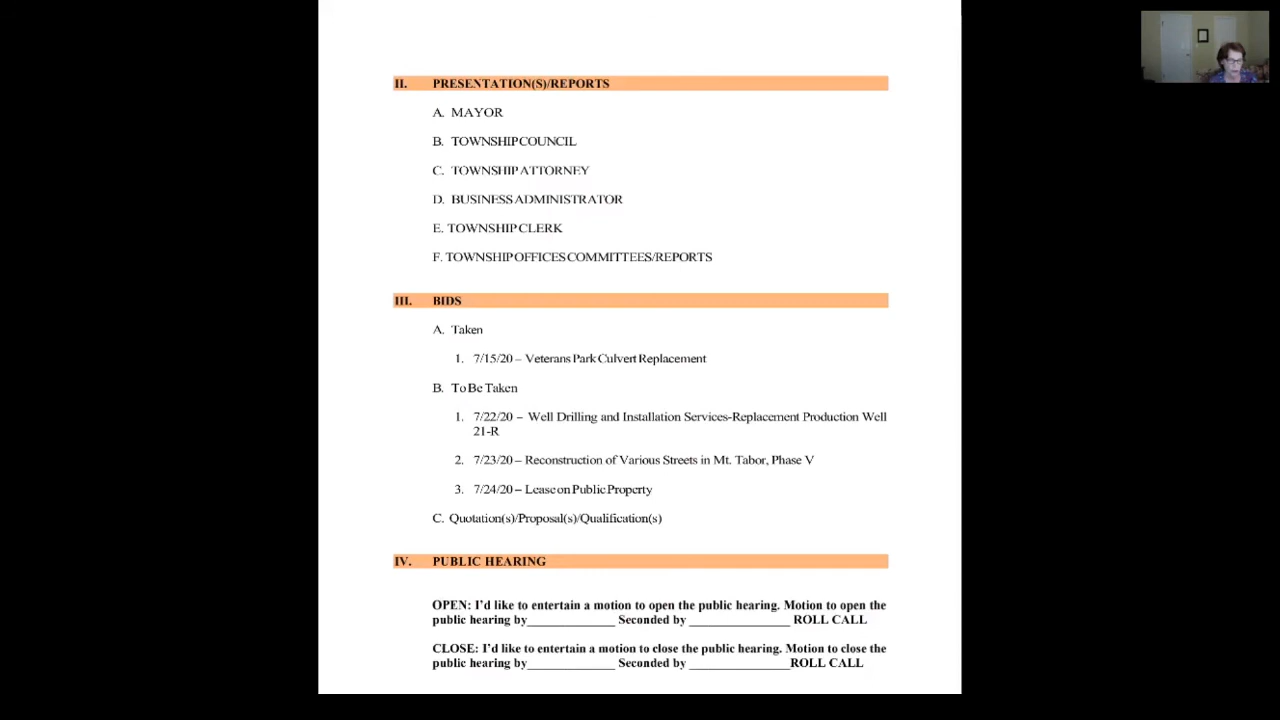 II. PRESENTATION(S)/REPORTS
A. MAYOR
B. TOWNSHIP COUNCIL
C. TOWNSHIP ATTORNEY
D. BUSINESS ADMINISTRATOR
E. TOWNSHIP CLERK
F. TOWNSHIP OFFICES COMMITTEES/REPORTS
III. BIDS
A. Taken
1. 7/15/20 – Veterans Park Culvert Replacement
B. To Be Taken
1. 7/22/20 – Well Drilling and Installation Services-Replacement Production Well
21-R
2. 7/23/20 – Reconstruction of Various Streets in Mt. Tabor, Phase V
3. 7/24/20 – Lease on Public Property
C. Quotation(s)/Proposal(s)/Qualification(s)
IV. PUBLIC HEARING
OPEN: I'd like to entertain a motion to open the public hearing. Motion to open the
public hearing by______________ Seconded by ________________ ROLL CALL
CLOSE: I'd like to entertain a motion to close the public hearing. Motion to close the
public hearing by______________ Seconded by ________________ROLL CALL